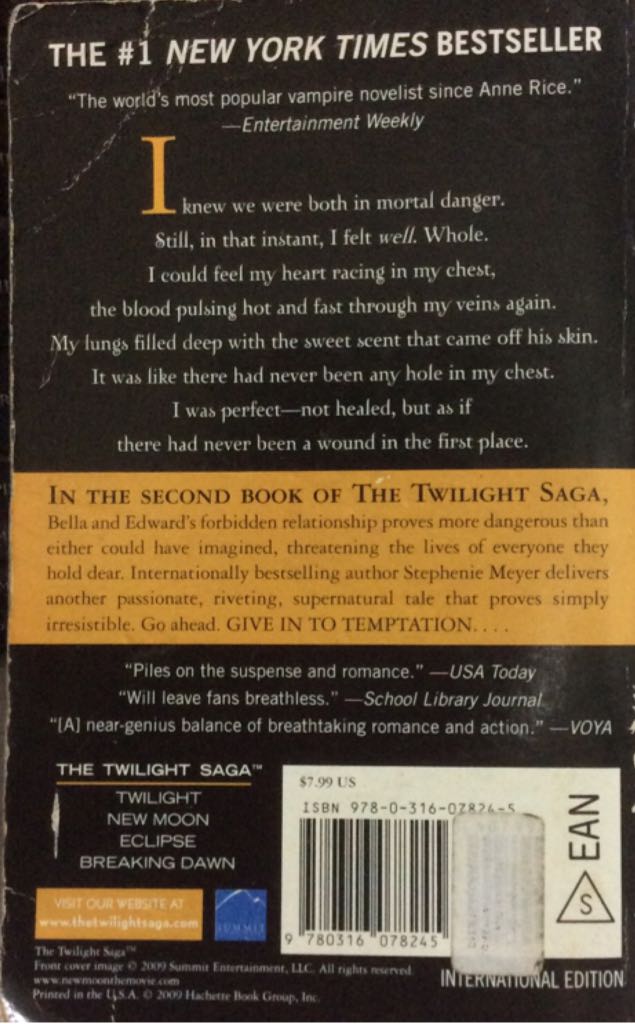 THE #1 NEW YORK TIMES BESTSELLER
“The world's most popular vampire novelist since Anne Rice.”
—Entertainment Weekly
I knew we were both in mortal danger.
Still, in that instant, I felt well. Whole.
I could feel my heart racing in my chest,
the blood pulsing hot and fast through my veins again.
My lungs filled deep with the sweet scent that came off his skin.
It was like there had never been any hole in my chest.
I was perfect—not healed, but as if
there had never been a wound in the first place.
IN THE SECOND BOOK OF THE TWILIGHT SAGA,
Bella and Edward's forbidden relationship proves more dangerous than
either could have imagined, threatening the lives of everyone they
hold dear. Internationally bestselling author Stephenie Meyer delivers
another passionate, riveting, supernatural tale that proves simply
irresistible. Go ahead. GIVE IN TO TEMPTATION. . . .
“Piles on the suspense and romance.” —USA Today
“Will leave fans breathless.” —School Library Journal
“[A] near-genius balance of breathtaking romance and action.” —VOYA
THE TWILIGHT SAGA™
TWILIGHT
NEW MOON
ECLIPSE
BREAKING DAWN
VISIT OUR WEBSITE AT
www.thetwilightsaga.com
SUMMIT
$7.99 US
ISBN 978-0-316-07824-5
9 780316 078245
EAN
S
The Twilight Saga™
Front cover image © 2009 Summit Entertainment, LLC. All rights reserved.
www.newmoonthemovie.com
Printed in the U.S.A. © 2009 Hachette Book Group, Inc.
INTERNATIONAL EDITION